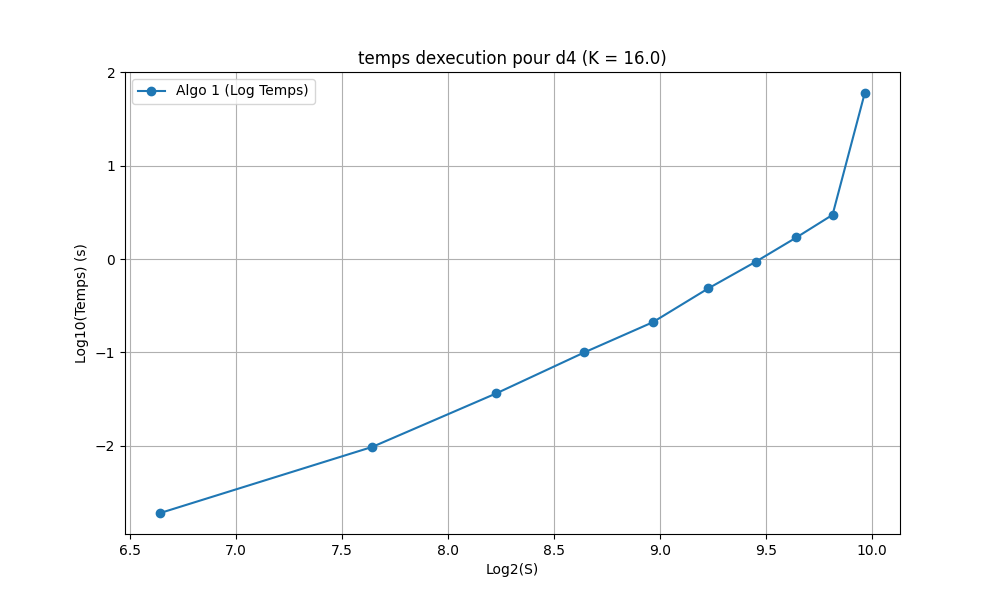 temps dexecution pour d4 (K = 16.0)
Algo 1 (Log Temps)
Log10(Temps) (s)
2
1
0
−1
−2
6.5 7.0 7.5 8.0 8.5 9.0 9.5 10.0
Log2(S)